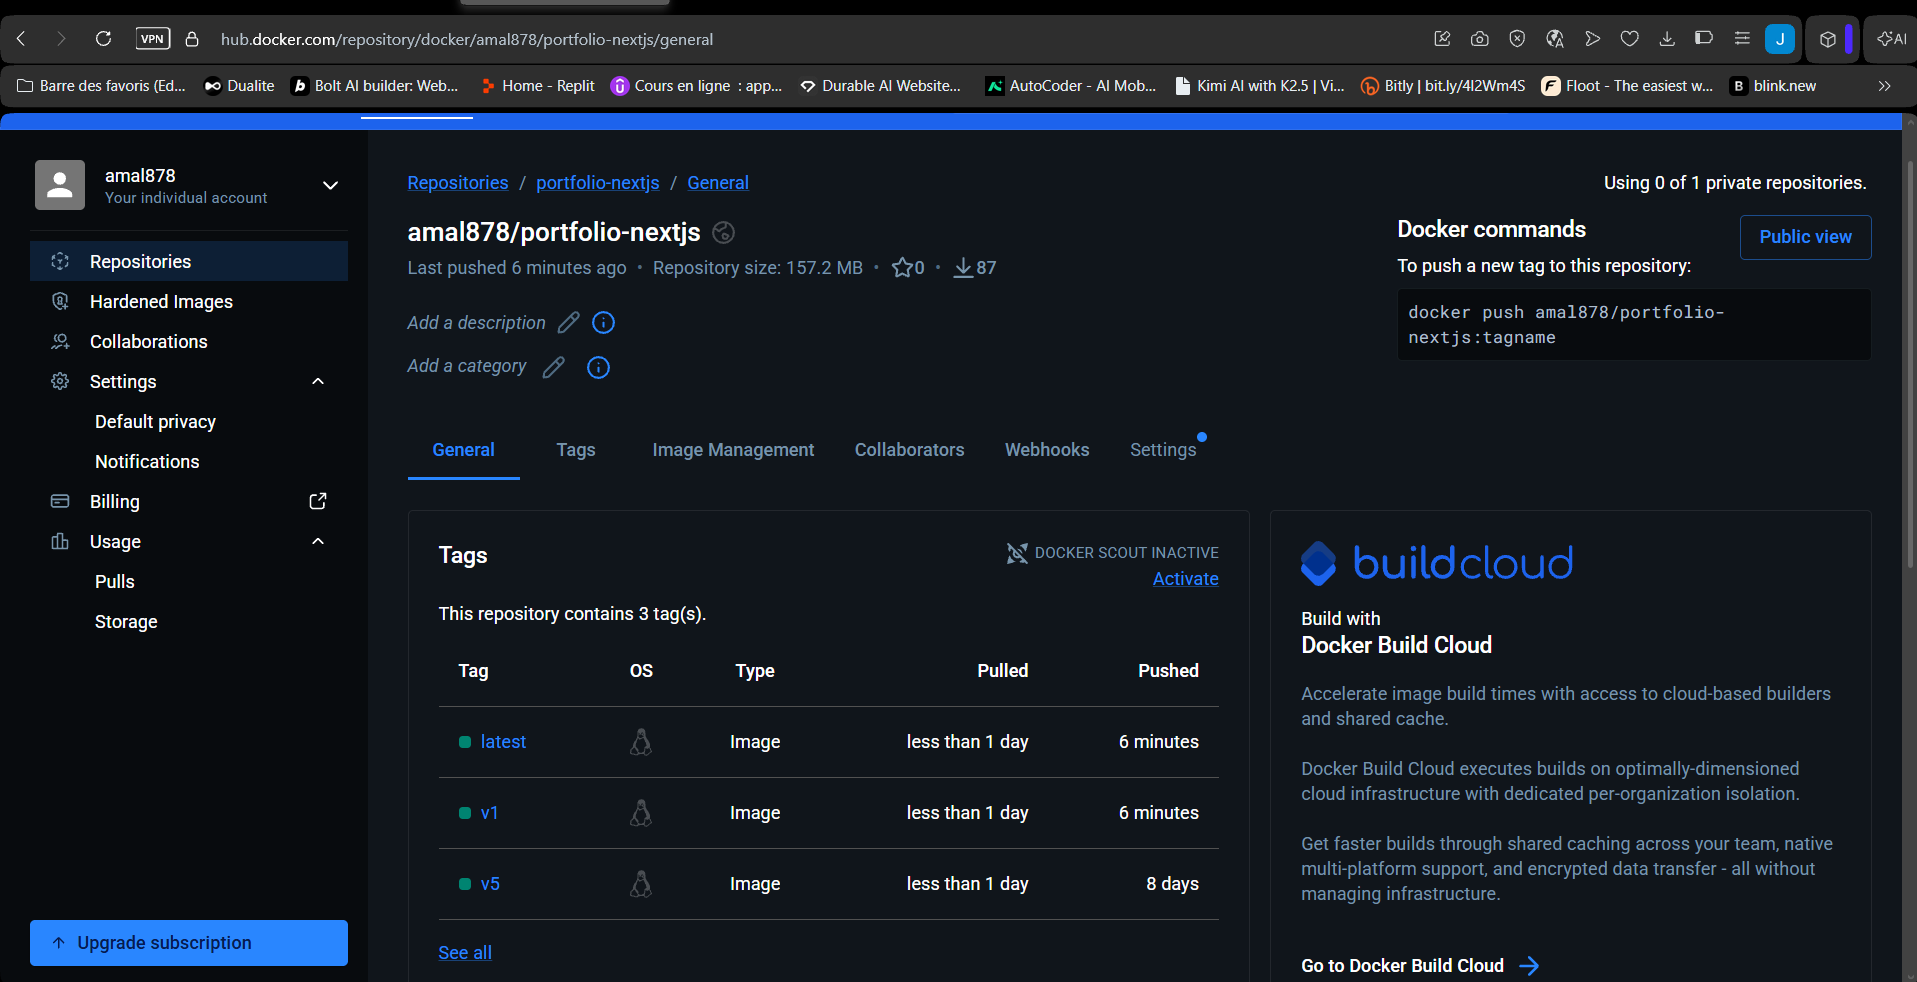 VPN
hub.docker.com/repository/docker/amal878/portfolio-nextjs/general
J
AI
Barre des favoris (Ed...
Dualite
b
Bolt AI builder: Web...
Home - Replit
Cours en ligne : app...
Durable AI Website...
AutoCoder - AI Mob...
Kimi AI with K2.5 | Vi...
Bitly | bit.ly/4l2Wm4S
Floot - The easiest w...
B
blink.new
amal878
Your individual account
Repositories
Hardened Images
Collaborations
Settings
Default privacy
Notifications
Billing
Usage
Pulls
Storage
Upgrade subscription
Repositories / portfolio-nextjs / General
Using 0 of 1 private repositories.
amal878/portfolio-nextjs
Last pushed 6 minutes ago • Repository size: 157.2 MB • 0 • 87
Add a description
Add a category
Docker commands
Public view
To push a new tag to this repository:
docker push amal878/portfolio-
nextjs:tagname
General
Tags
Image Management
Collaborators
Webhooks
Settings
Tags
DOCKER SCOUT INACTIVE
Activate
This repository contains 3 tag(s).
Tag OS Type Pulled Pushed
latest Image less than 1 day 6 minutes
v1 Image less than 1 day 6 minutes
v5 Image less than 1 day 8 days
See all
buildcloud
Build with
Docker Build Cloud
Accelerate image build times with access to cloud-based builders
and shared cache.
Docker Build Cloud executes builds on optimally-dimensioned
cloud infrastructure with dedicated per-organization isolation.
Get faster builds through shared caching across your team, native
multi-platform support, and encrypted data transfer - all without
managing infrastructure.
Go to Docker Build Cloud